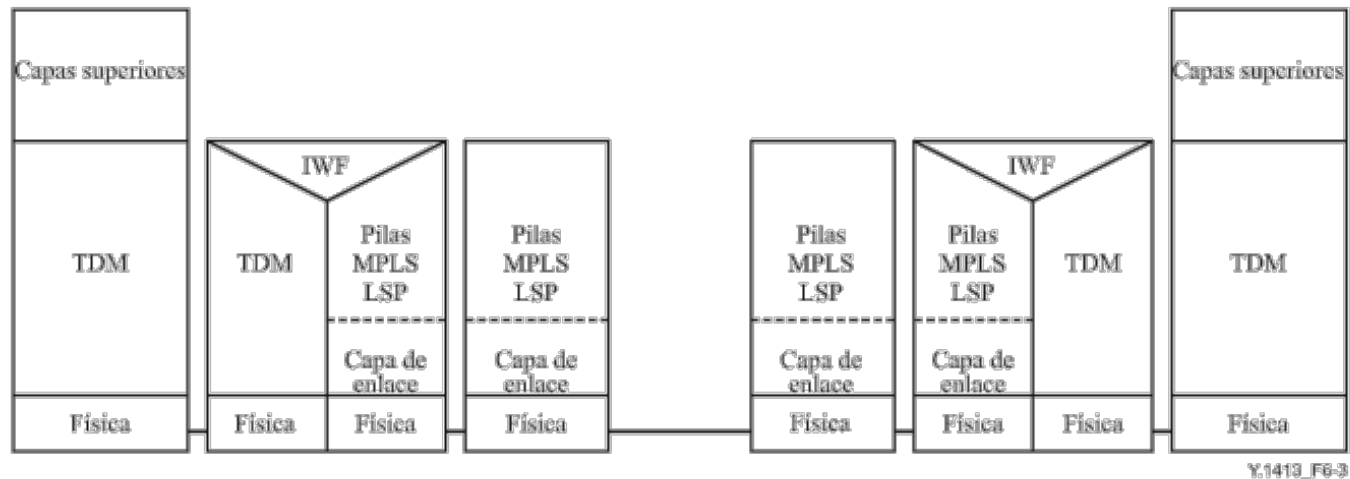 Capas superiores
Capas superiores
IWF
IWF
TDM
TDM
Pilas
MPLS
LSP
Pilas
MPLS
LSP
Pilas
MPLS
LSP
Pilas
MPLS
LSP
TDM
TDM
Capa de
enlace
Capa de
enlace
Capa de
enlace
Capa de
enlace
Física
Física
Física
Física
Física
Física
Física
Física
Y.1413_F6-3